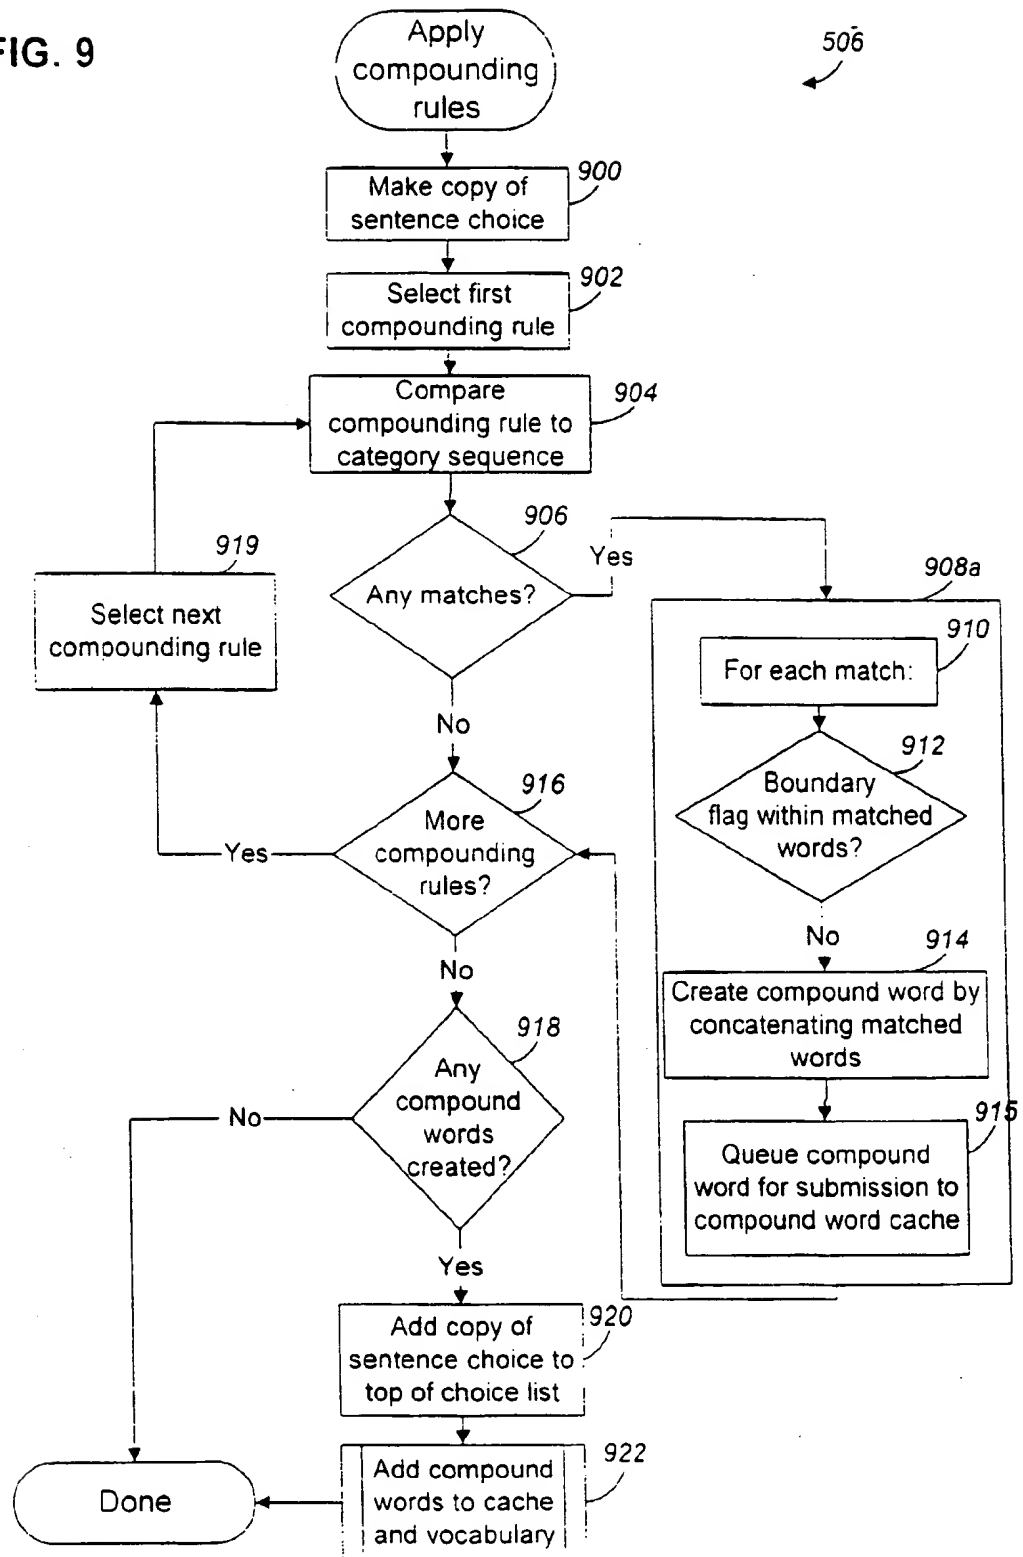 FIG. 9
506
Apply
compounding
rules
900
Make copy of
sentence choice
902
Select first
compounding rule
904
Compare
compounding rule to
category sequence
906
Any matches?
Yes
No
919
Select next
compounding rule
908a
910
For each match:
912
Boundary
flag within matched
words?
No
914
Create compound word by
concatenating matched
words
915
Queue compound
word for submission to
compound word cache
916
More
compounding
rules?
Yes
No
918
Any
compound
words
created?
No
Yes
920
Add copy of
sentence choice to
top of choice list
922
Add compound
words to cache
and vocabulary
Done